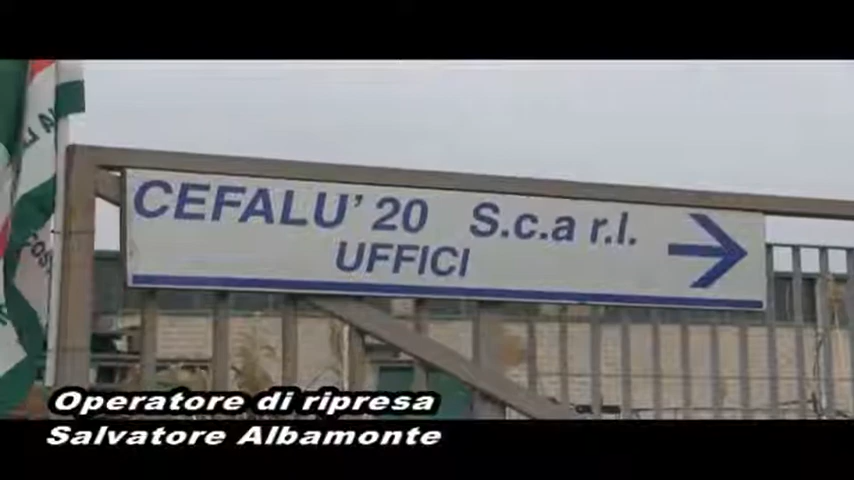 CEFALU' 20 S.c.a r.l.
UFFICI
Operatore di ripresa
Salvatore Albamonte